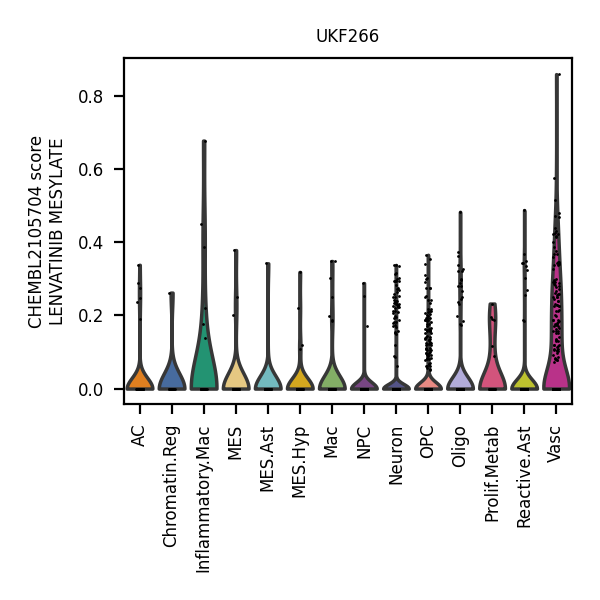 UKF266
CHEMBL2105704 score
LENVATINIB MESYLATE
0.8
0.6
0.4
0.2
0.0
AC
Chromatin.Reg
Inflammatory.Mac
MES
MES.Ast
MES.Hyp
Mac
NPC
Neuron
OPC
Oligo
Prolif.Metab
Reactive.Ast
Vasc